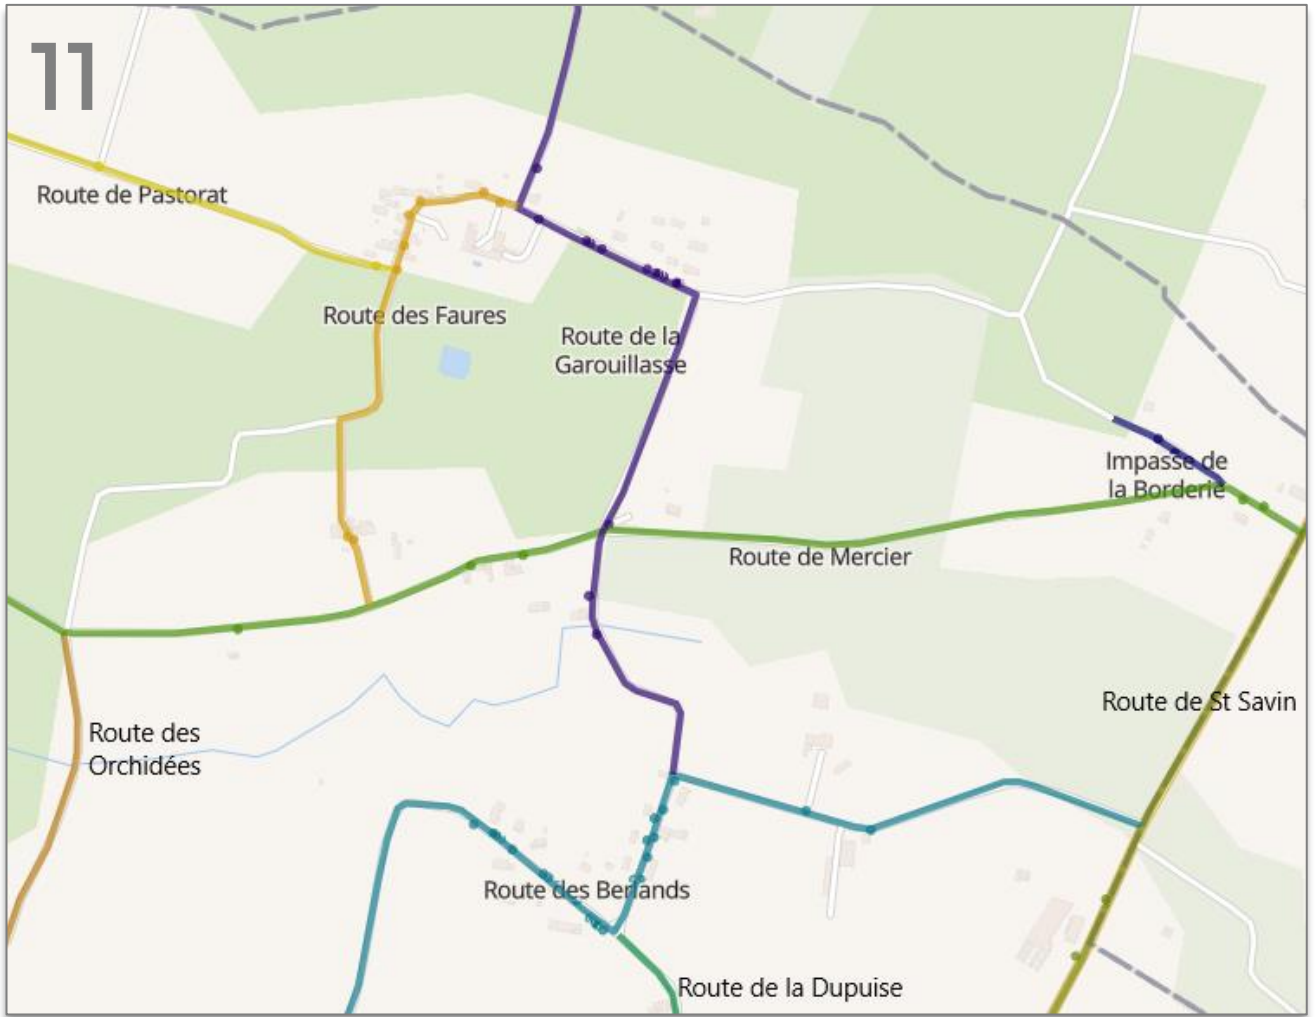 11
Route de Pastorat
Route des Faures
Route de la
Garouillasse
Impasse de
la Borderie
Route de Mercier
Route de St Savin
Route des
Orchidées
Route des Berlands
Route de la Dupuise